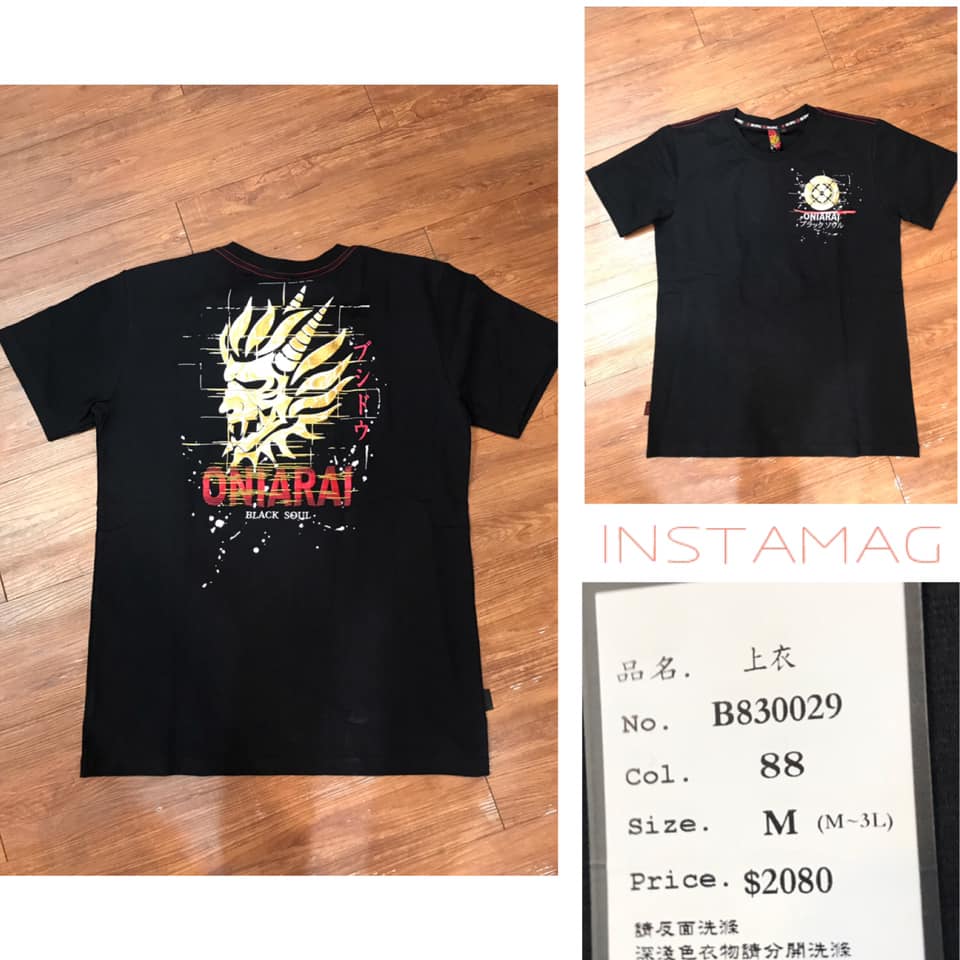 ブシドウ
ONIARAI
BLACK SOUL
ONIARAI
ブラックソウル
INSTAMAG
品名. 上衣
No. B830029
Col. 88
Size. M (M~3L)
Price. $2080
請反面洗滌
深淺色衣物請分開洗滌